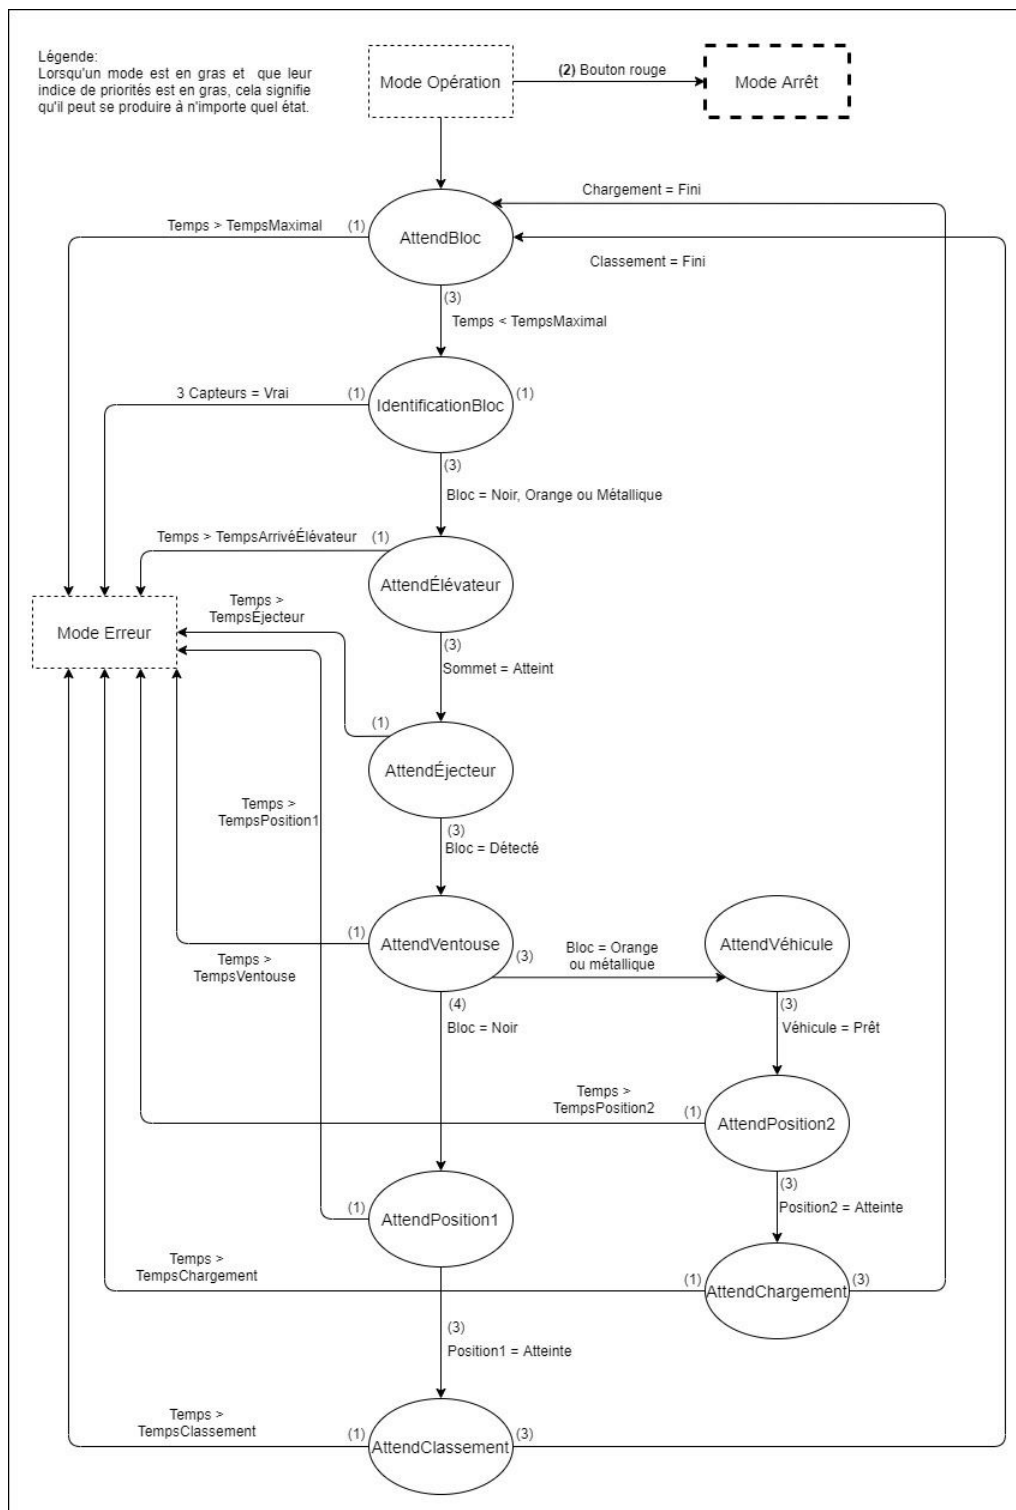 Légende:
Lorsqu'un mode est en gras et que leur
indice de priorités est en gras, cela signifie
qu'il peut se produire à n'importe quel état.
Mode Opération
(2) Bouton rouge
Mode Arrêt
Chargement = Fini
Temps > TempsMaximal
(1)
AttendBloc
Classement = Fini
(3)
Temps < TempsMaximal
3 Capteurs = Vrai
(1)
IdentificationBloc
(1)
(3)
Bloc = Noir, Orange ou Métallique
Temps > TempsArrivéÉlévateur
(1)
AttendÉlévateur
Temps >
TempsÉjecteur
Mode Erreur
(3)
Sommet = Atteint
(1)
AttendÉjecteur
Temps >
TempsPosition1
(3)
Bloc = Détecté
(1)
AttendVentouse
(3)
Bloc = Orange
ou métallique
AttendVéhicule
Temps >
TempsVentouse
(4)
Bloc = Noir
(3)
Véhicule = Prêt
Temps >
TempsPosition2
(1)
AttendPosition2
(3)
Position2 = Atteinte
(1)
AttendPosition1
Temps >
TempsChargement
(1)
AttendChargement
(3)
(3)
Position1 = Atteinte
Temps >
TempsClassement
(1)
AttendClassement
(3)